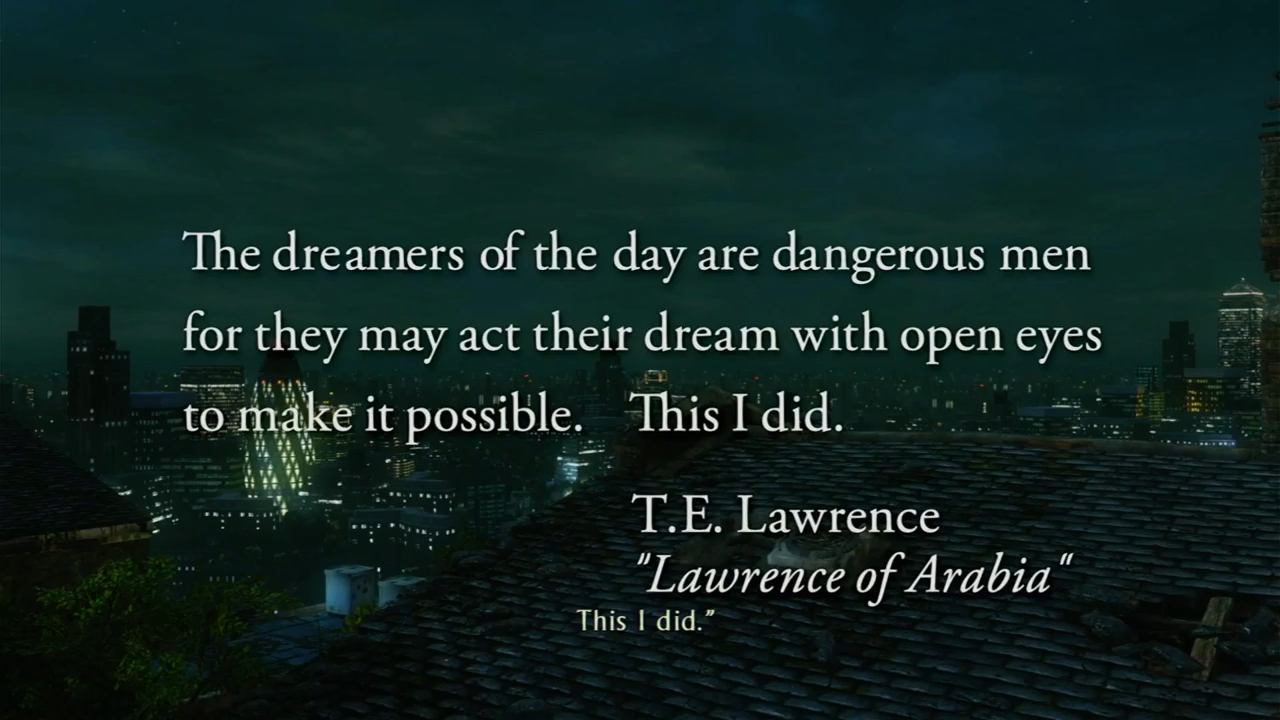 The dreamers of the day are dangerous men
for they may act their dream with open eyes
to make it possible. This I did.
T.E. Lawrence
"Lawrence of Arabia"
This I did.”